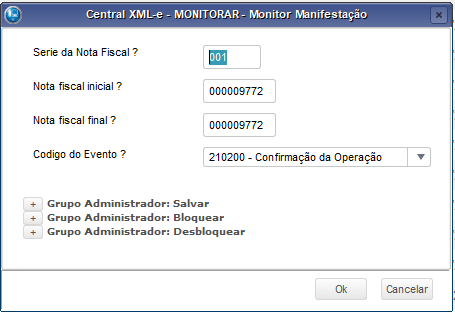 Central XML-e - MONITORAR - Monitor Manifestação
Serie da Nota Fiscal ? 001
Nota fiscal inicial ? 000009772
Nota fiscal final ? 000009772
Codigo do Evento ? 210200 - Confirmação da Operação
+ Grupo Administrador: Salvar
+ Grupo Administrador: Bloquear
+ Grupo Administrador: Desbloquear
Ok Cancelar